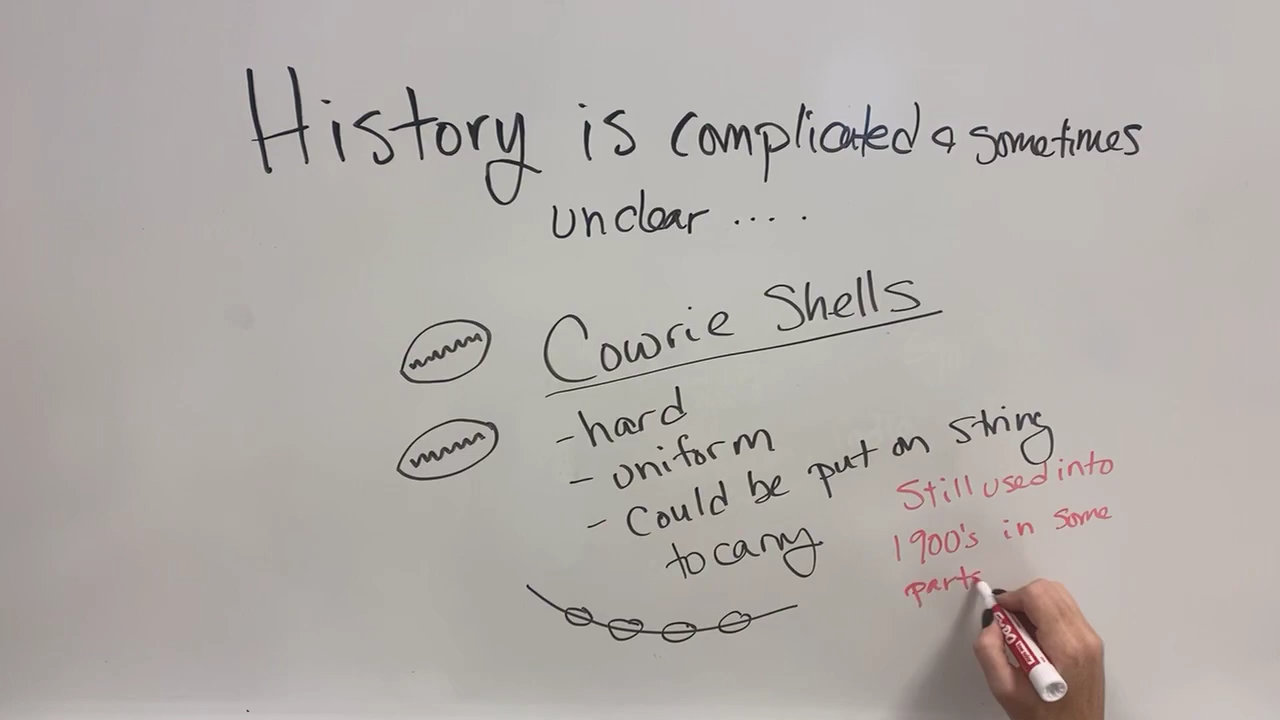 History is complicated & sometimes
unclear ....
Cowrie Shells
- hard
- uniform
- Could be put on string
to carry
Still used into
1900's in some
parts
EXPO